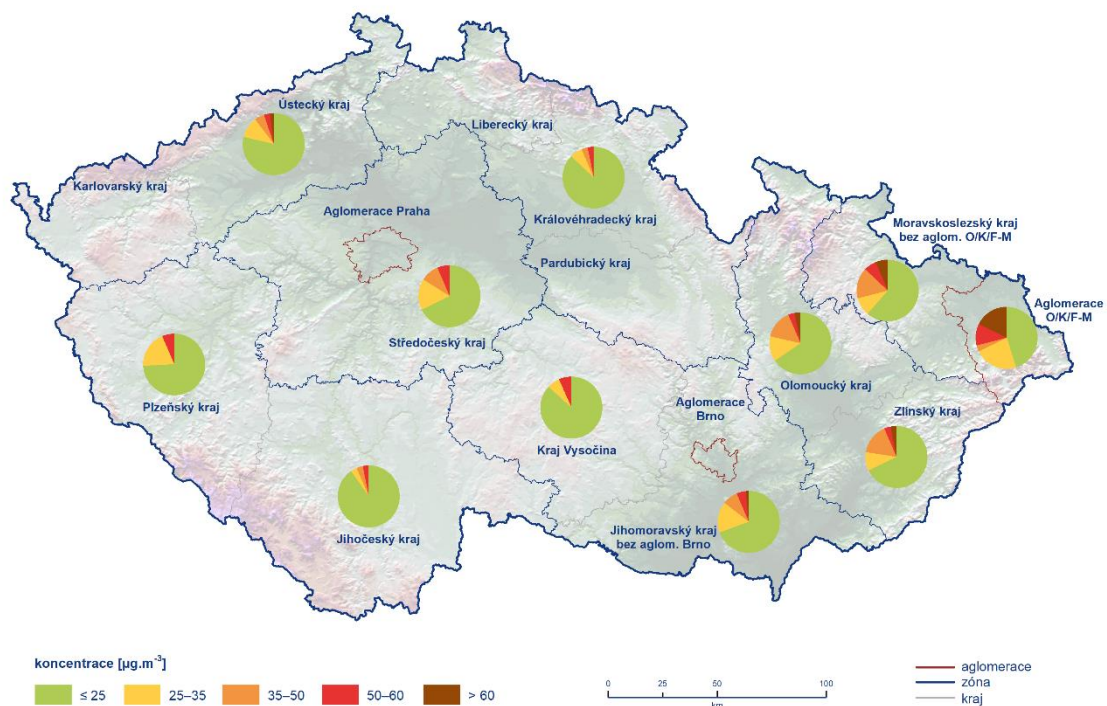 Ústecký kraj
Liberecký kraj
Karlovarský kraj
Aglomerace Praha
Královéhradecký kraj
Moravskoslezský kraj
bez aglom. O/K/F-M
Pardubický kraj
Aglomerace
O/K/F-M
Středočeský kraj
Olomoucký kraj
Plzeňský kraj
Aglomerace
Brno
Zlínský kraj
Kraj Vysočina
Jihočeský kraj
Jihomoravský kraj
bez aglom. Brno
koncentrace [µg.m⁻³]
≤ 25
25–35
35–50
50–60
> 60
0 25 50 100
km
aglomerace
zóna
kraj